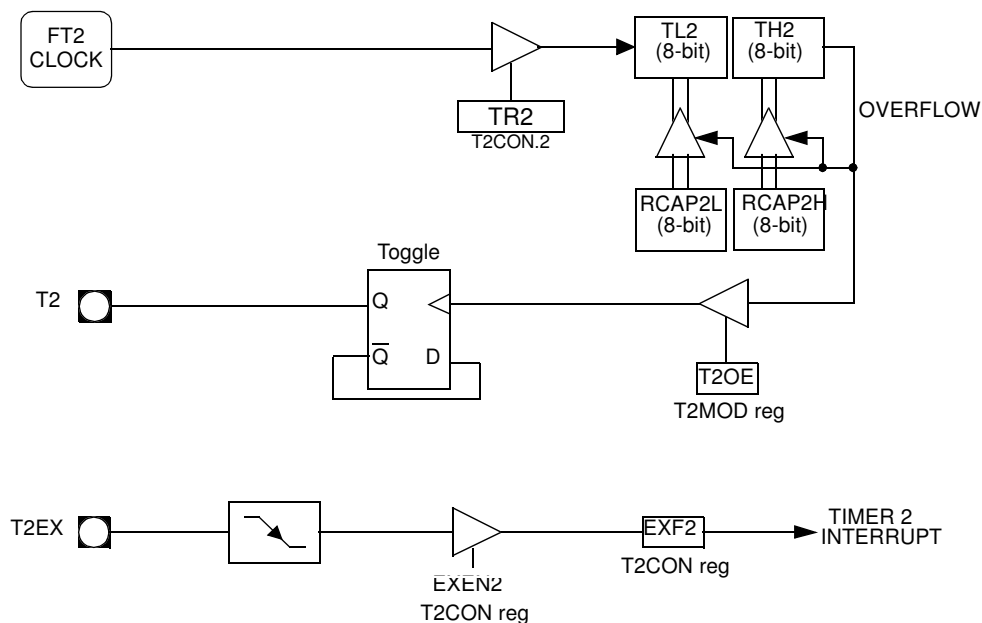 FT2
CLOCK
TL2
(8-bit)
TH2
(8-bit)
TR2
T2CON.2
OVERFLOW
RCAP2L
(8-bit)
RCAP2H
(8-bit)
Toggle
T2
Q
Q
D
T2OE
T2MOD reg
T2EX
EXEN2
T2CON reg
EXF2
T2CON reg
TIMER 2
INTERRUPT